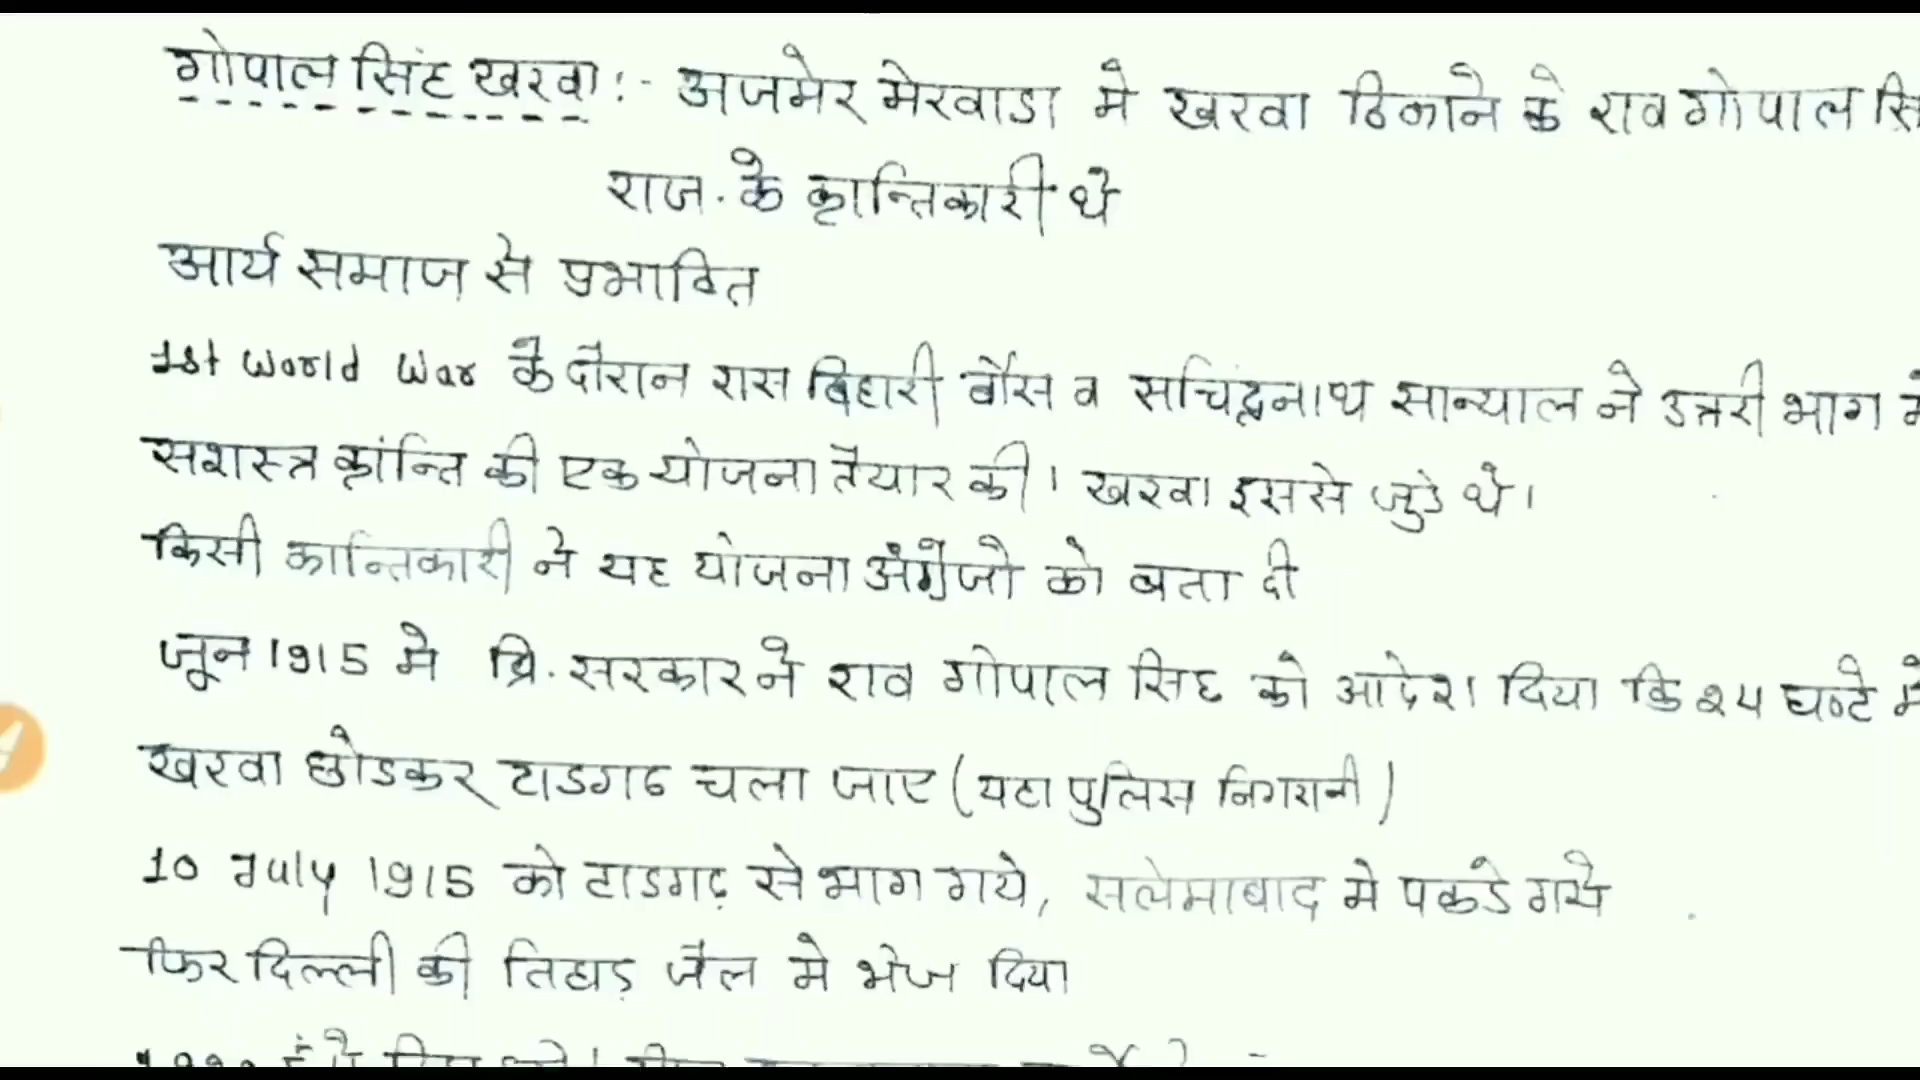 गोपाल सिंह खरवा :- अजमेर मेरवाडा मे खरवा ठिकाने के राव गोपाल सि
राज. के क्रान्तिकारी थे
आर्य समाज से प्रभावित
1st World War के दौरान रास बिहारी बौस व सचिंद्रनाथ सान्याल ने उत्तरी भाग मे
सशस्त्र क्रांन्ति की एक योजना तैयार की। खरवा इससे जुडे थे।
किसी कान्तिकारी ने यह योजना अंग्रेजो को बता दी
जून 1915 मे ब्रि. सरकार ने राव गोपाल सिह को आदेश दिया कि 24 घण्टे मे
खरवा छोडकर टाडगढ चला जाए (यहा पुलिस निगरानी)
10 July 1915 को टाडगढ़ से भाग गये, सलेमाबाद मे पकडे गये
फिर दिल्ली की तिहाड़ जैल मे भेज दिया